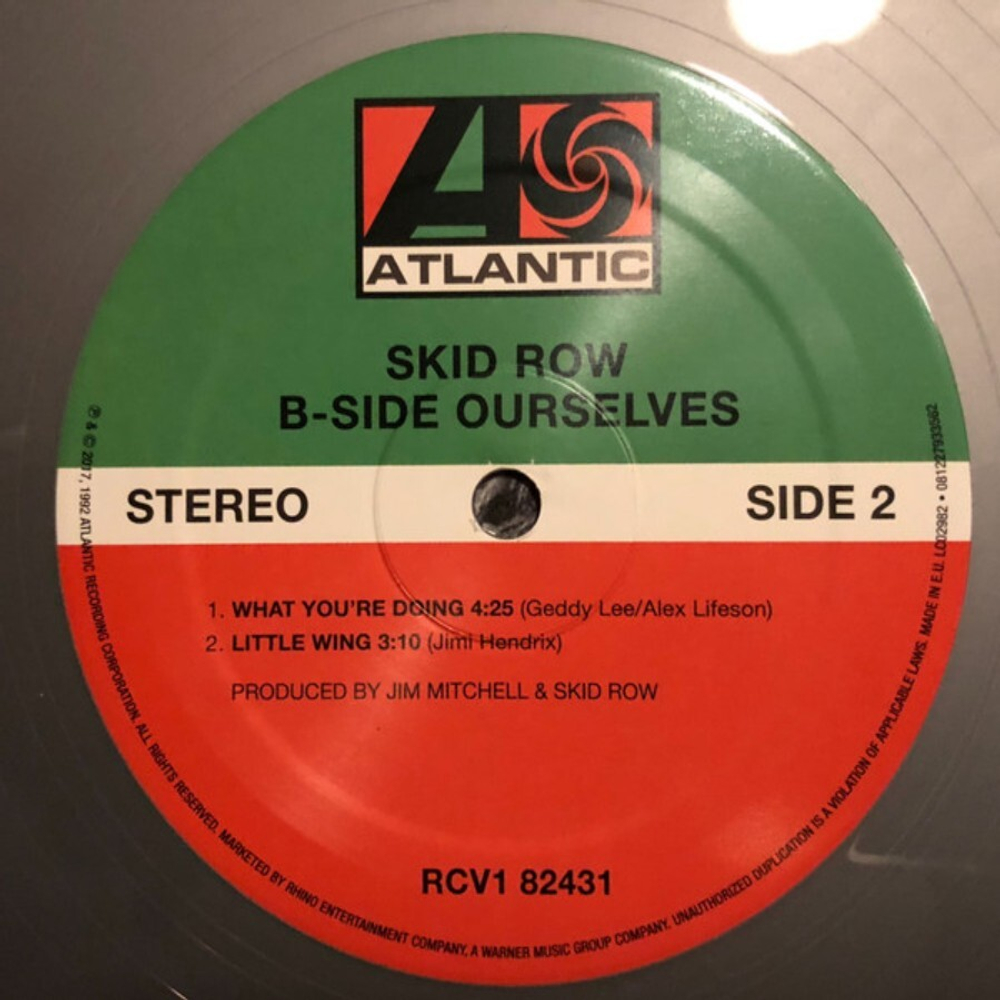 ATLANTIC
SKID ROW
B-SIDE OURSELVES
STEREO
SIDE 2
1. WHAT YOU'RE DOING 4:25 (Geddy Lee/Alex Lifeson)
2. LITTLE WING 3:10 (Jimi Hendrix)
PRODUCED BY JIM MITCHELL & SKID ROW
RCV1 82431
℗ & © 2017, 1992 ATLANTIC RECORDING CORPORATION. ALL RIGHTS RESERVED. MARKETED BY RHINO ENTERTAINMENT COMPANY, A WARNER MUSIC GROUP COMPANY. UNAUTHORIZED DUPLICATION IS A VIOLATION OF APPLICABLE LAWS. MADE IN E.U. LC02982 • 081227933562